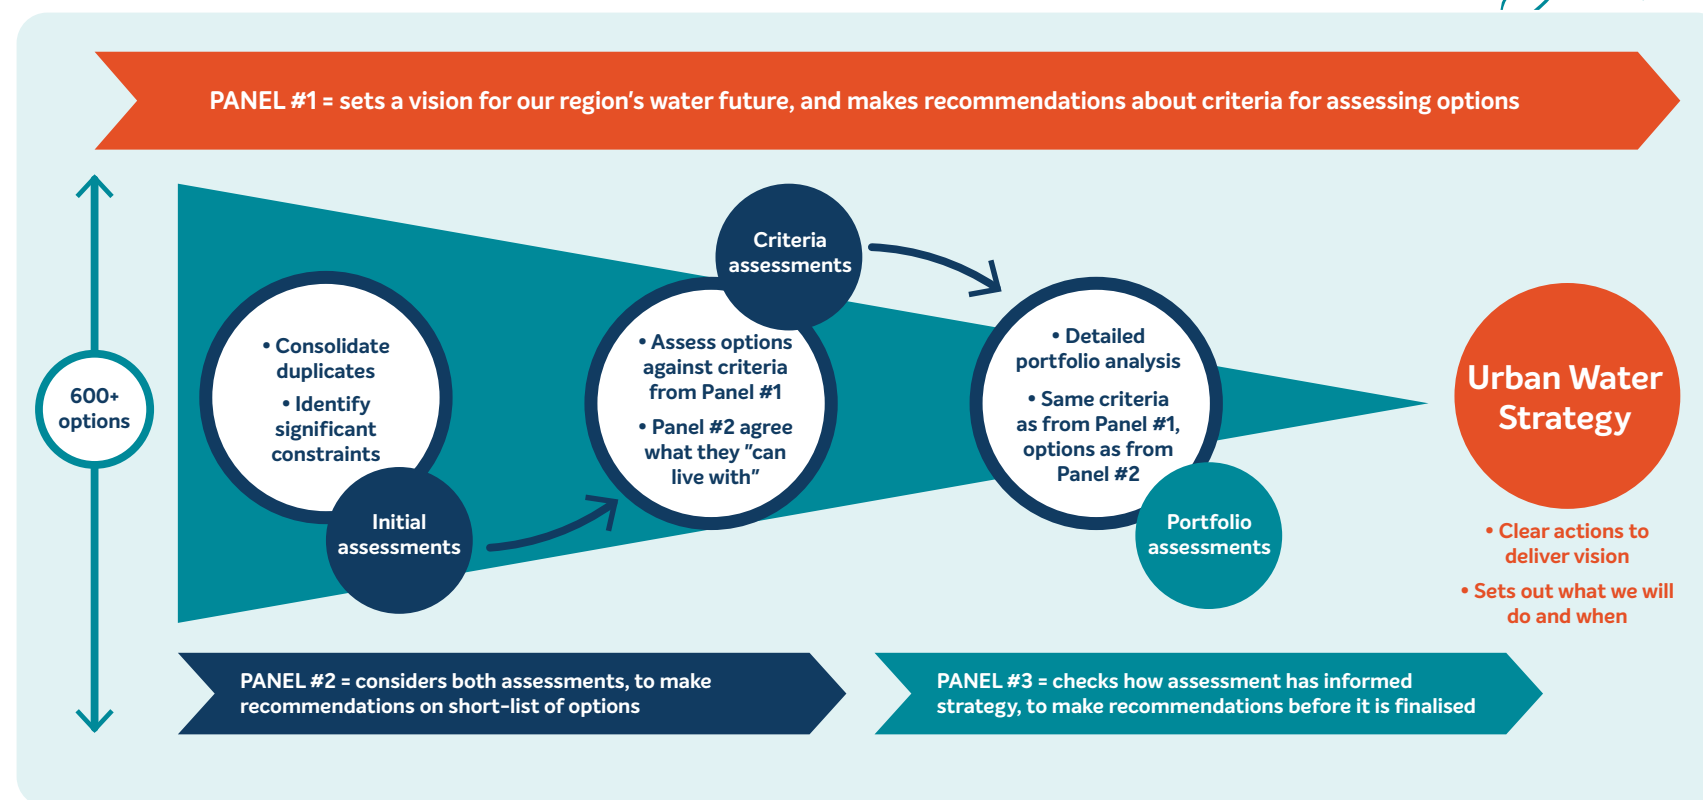 PANEL #1 = sets a vision for our region's water future, and makes recommendations about criteria for assessing options
600+
options
• Consolidate
duplicates
• Identify
significant
constraints
Initial
assessments
Criteria
assessments
• Assess options
against criteria
from Panel #1
• Panel #2 agree
what they "can
live with"
• Detailed
portfolio analysis
• Same criteria
as from Panel #1,
options as from
Panel #2
Portfolio
assessments
Urban Water
Strategy
• Clear actions to
deliver vision
• Sets out what we will
do and when
PANEL #2 = considers both assessments, to make
recommendations on short-list of options
PANEL #3 = checks how assessment has informed
strategy, to make recommendations before it is finalised